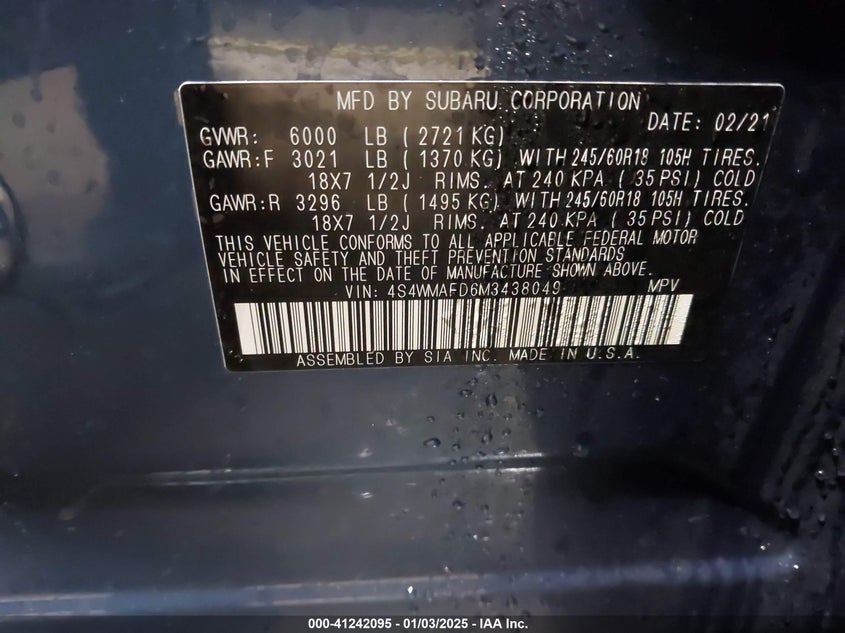 MFD BY SUBARU CORPORATION
DATE: 02/21
GVWR: 6000 LB ( 2721 KG)
GAWR:F 3021 LB ( 1370 KG) WITH 245/60R18 105H TIRES.
18X7 1/2J RIMS. AT 240 KPA ( 35 PSI) COLD
GAWR:R 3296 LB ( 1495 KG) WITH 245/60R18 105H TIRES.
18X7 1/2J RIMS. AT 240 KPA ( 35 PSI) COLD
THIS VEHICLE CONFORMS TO ALL APPLICABLE FEDERAL MOTOR
VEHICLE SAFETY AND THEFT PREVENTION STANDARDS
IN EFFECT ON THE DATE OF MANUFACTURE SHOWN ABOVE.
VIN: 4S4WMAFD6M3438049 MPV
ASSEMBLED BY SIA INC. MADE IN U.S.A.
000-41242095 - 01/03/2025 - IAA Inc.